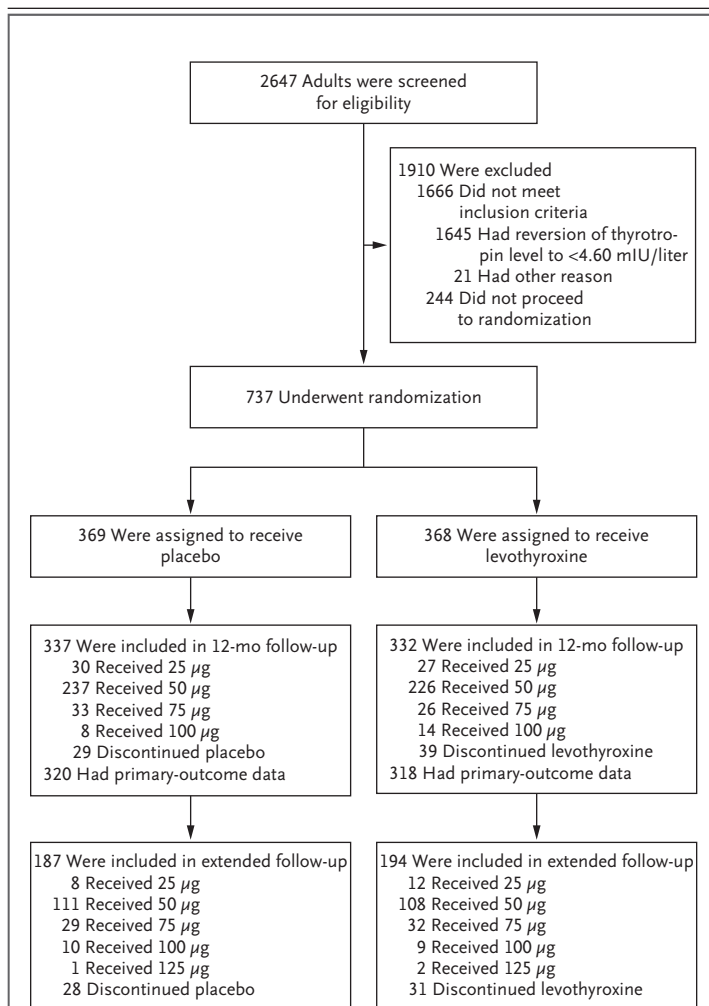 2647 Adults were screened
for eligibility
1910 Were excluded
1666 Did not meet
inclusion criteria
1645 Had reversion of thyrotro-
pin level to <4.60 mIU/liter
21 Had other reason
244 Did not proceed
to randomization
737 Underwent randomization
369 Were assigned to receive
placebo
368 Were assigned to receive
levothyroxine
337 Were included in 12-mo follow-up
30 Received 25 µg
237 Received 50 µg
33 Received 75 µg
8 Received 100 µg
29 Discontinued placebo
320 Had primary-outcome data
332 Were included in 12-mo follow-up
27 Received 25 µg
226 Received 50 µg
26 Received 75 µg
14 Received 100 µg
39 Discontinued levothyroxine
318 Had primary-outcome data
187 Were included in extended follow-up
8 Received 25 µg
111 Received 50 µg
29 Received 75 µg
10 Received 100 µg
1 Received 125 µg
28 Discontinued placebo
194 Were included in extended follow-up
12 Received 25 µg
108 Received 50 µg
32 Received 75 µg
9 Received 100 µg
2 Received 125 µg
31 Discontinued levothyroxine